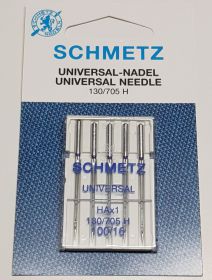 SCHMETZ
UNIVERSAL-NADEL
UNIVERSAL NEEDLE
130/705 H
SCHMETZ
UNIVERSAL
HAx1
130/705 H
100/16